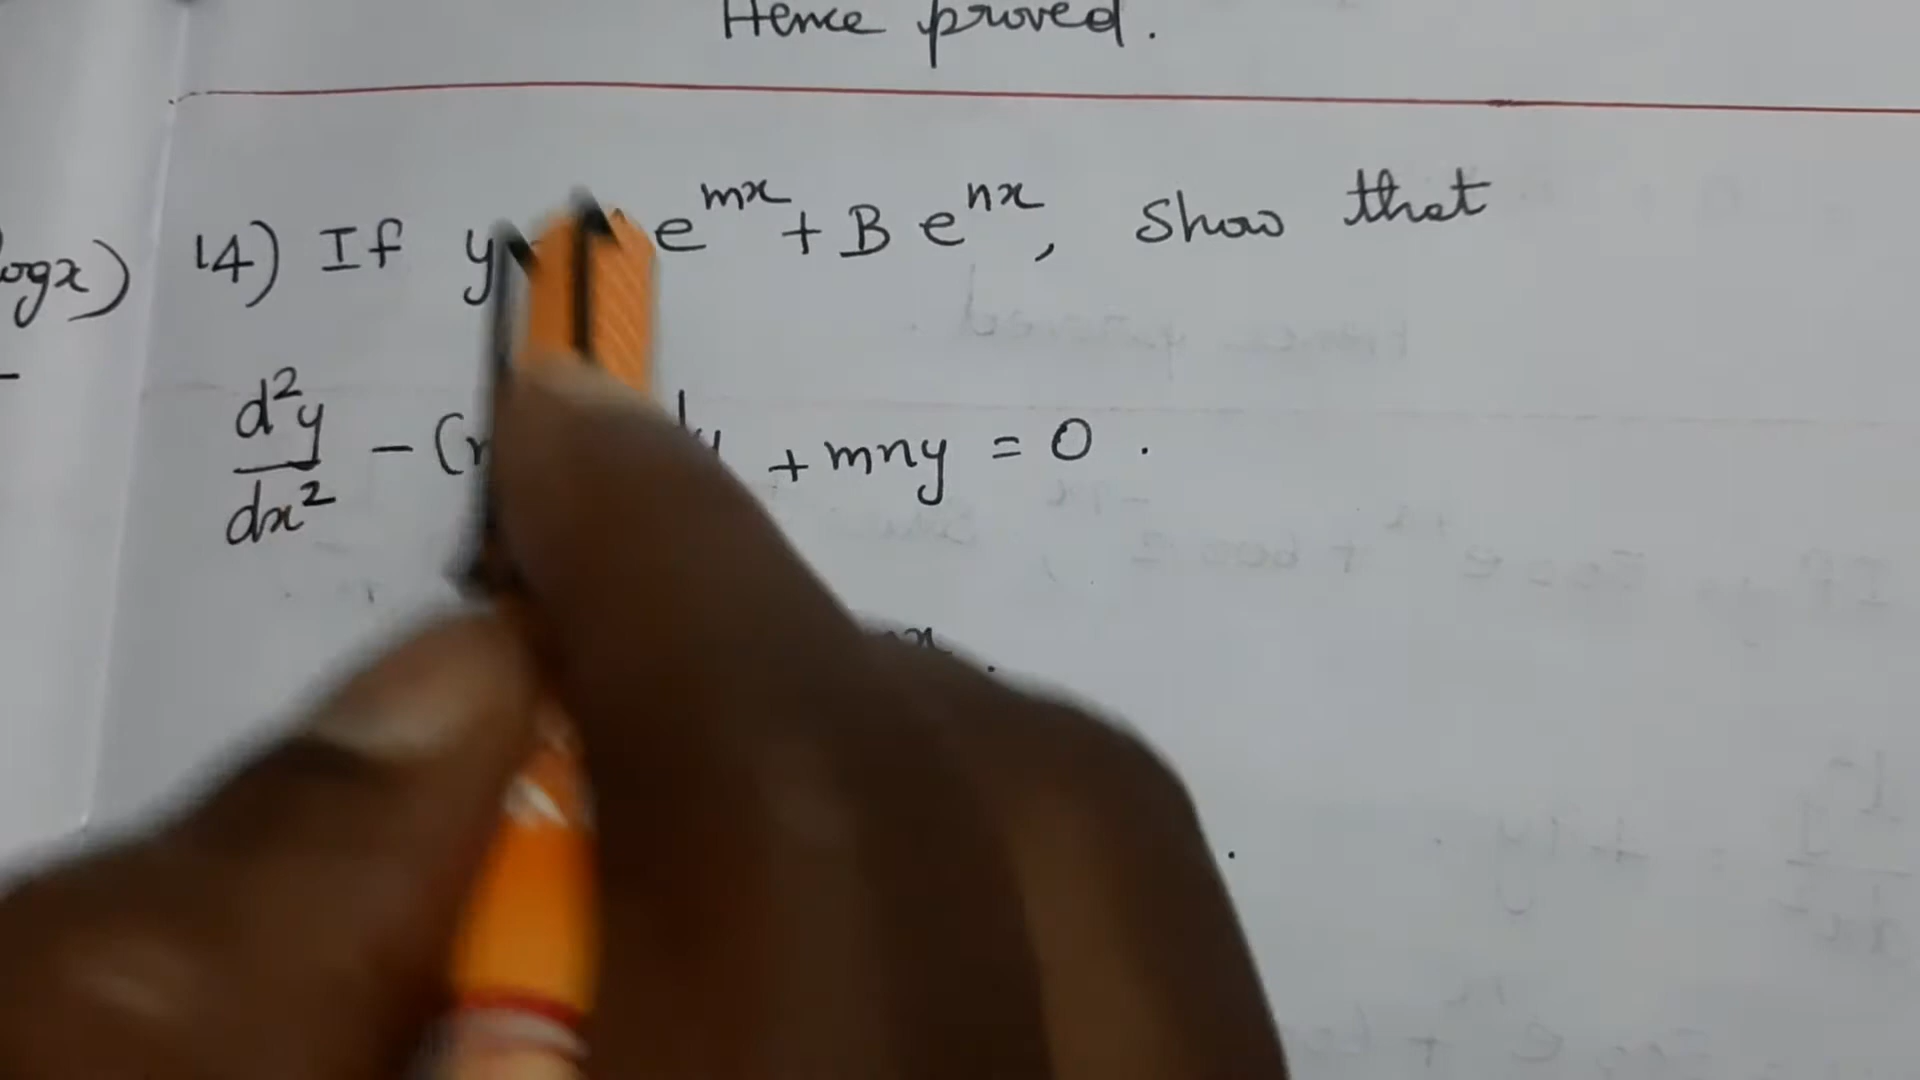 Hence proved.
ogx) 14) If y e^{mx} + B e^{nx}, Show that
d²y/dx² - ( + mny = 0.